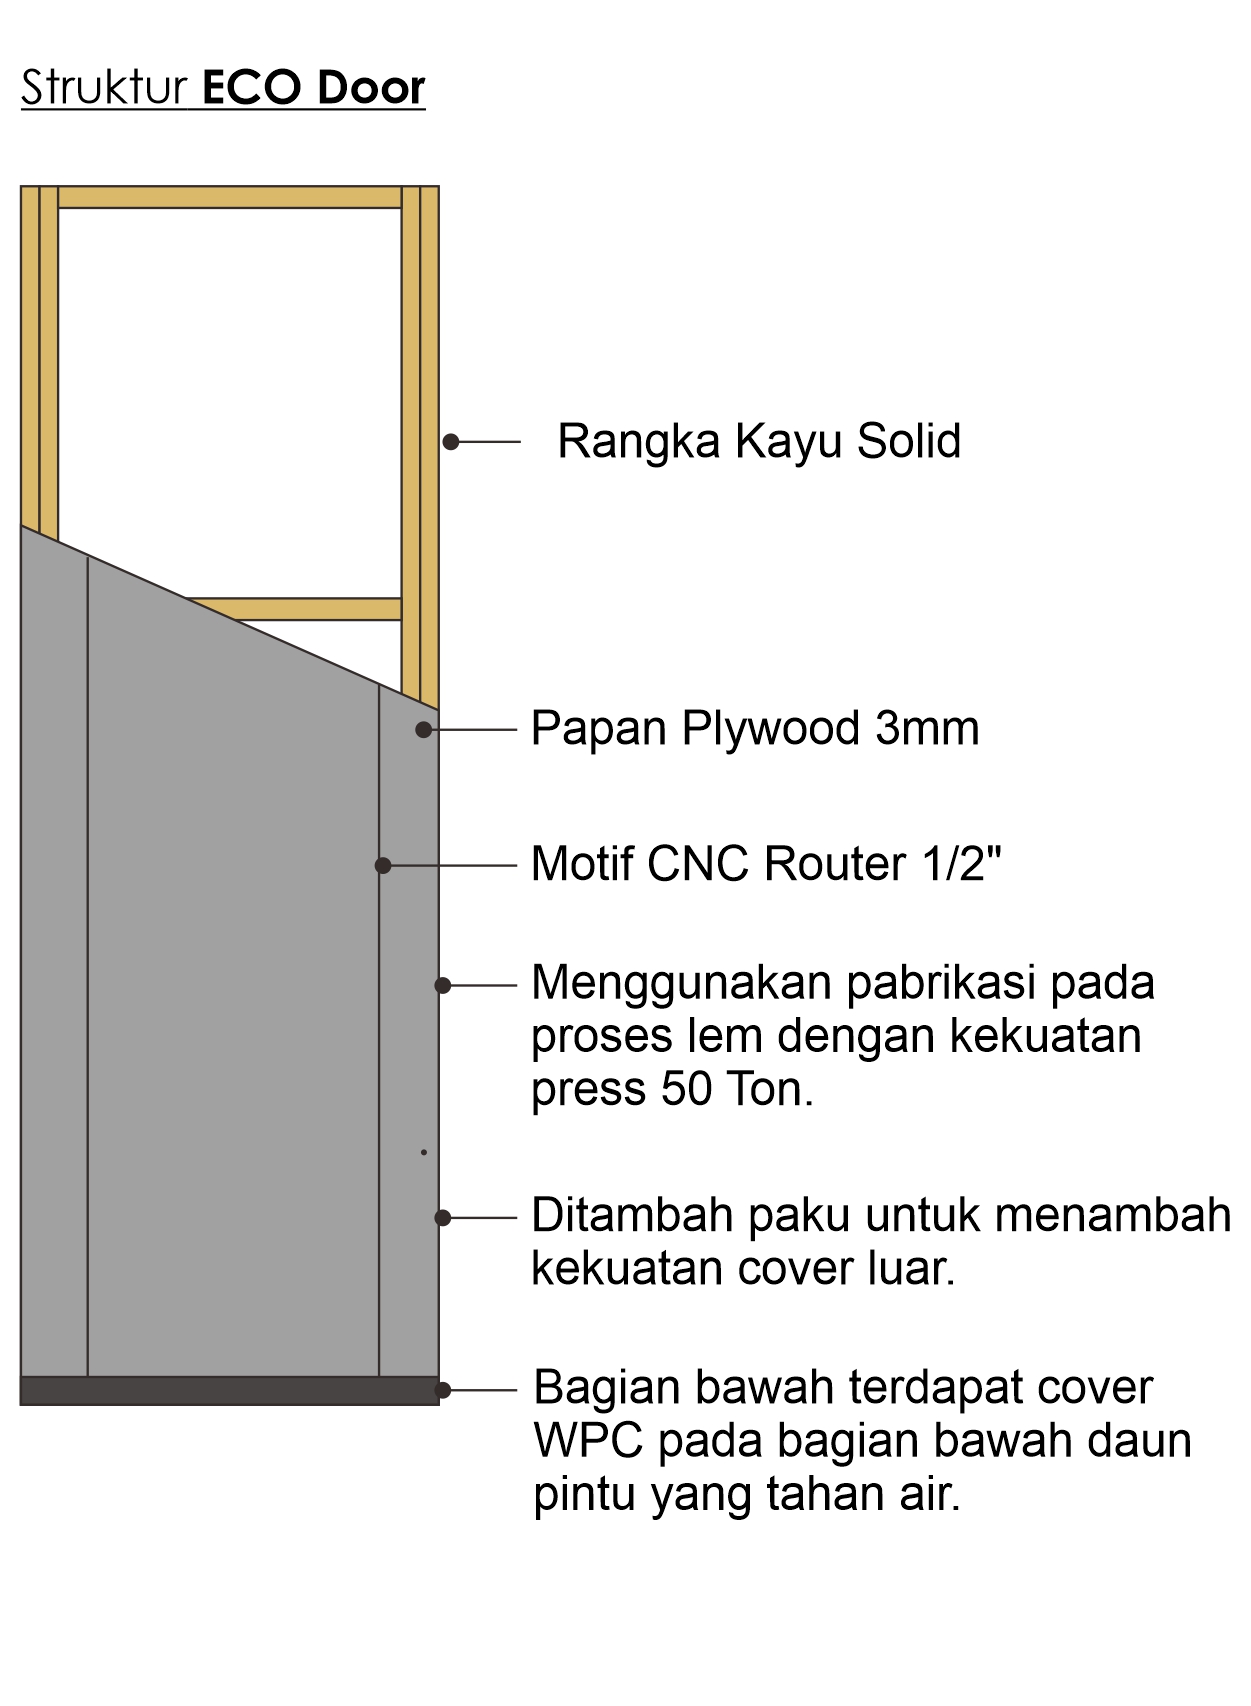 Struktur ECO Door
Rangka Kayu Solid
Papan Plywood 3mm
Motif CNC Router 1/2"
Menggunakan pabrikasi pada
proses lem dengan kekuatan
press 50 Ton.
Ditambah paku untuk menambah
kekuatan cover luar.
Bagian bawah terdapat cover
WPC pada bagian bawah daun
pintu yang tahan air.